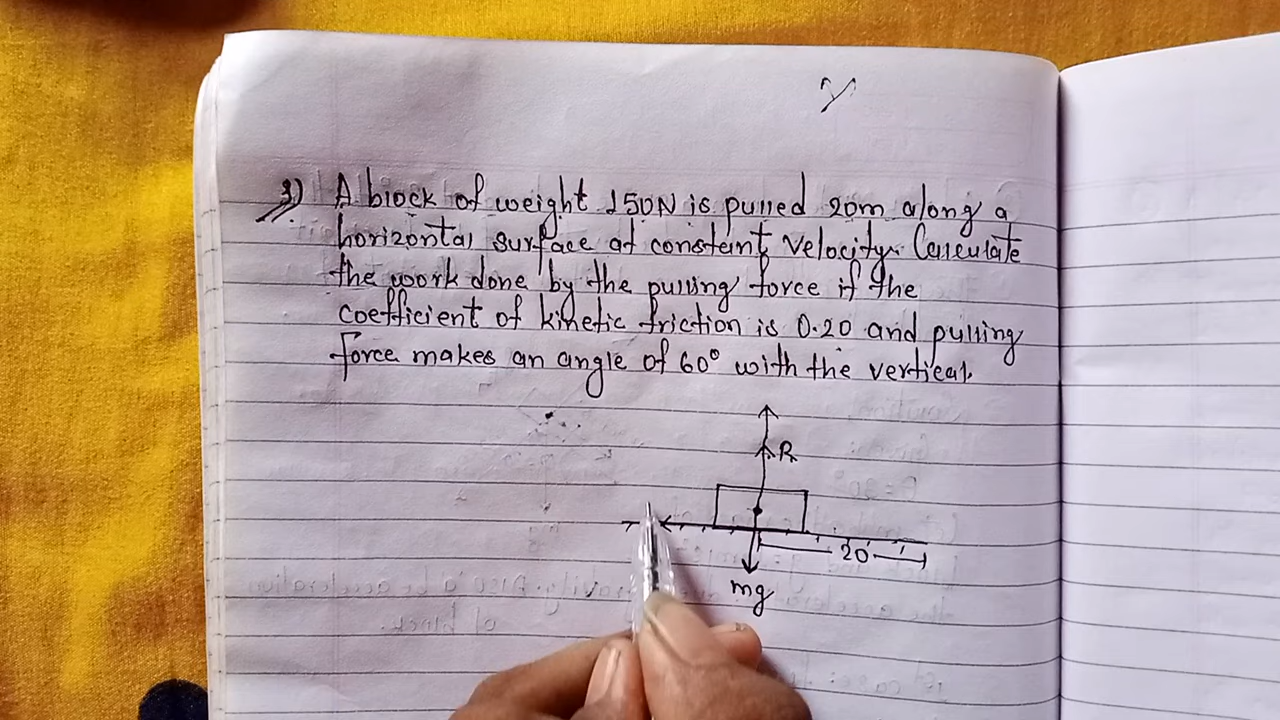 3) A block of weight 150N is pulled 20m along a
horizontal surface at constant velocity. Calculate
the work done by the pulling force if the
coefficient of kinetic friction is 0.20 and pulling
force makes an angle of 60° with the vertical.
R
20
mg